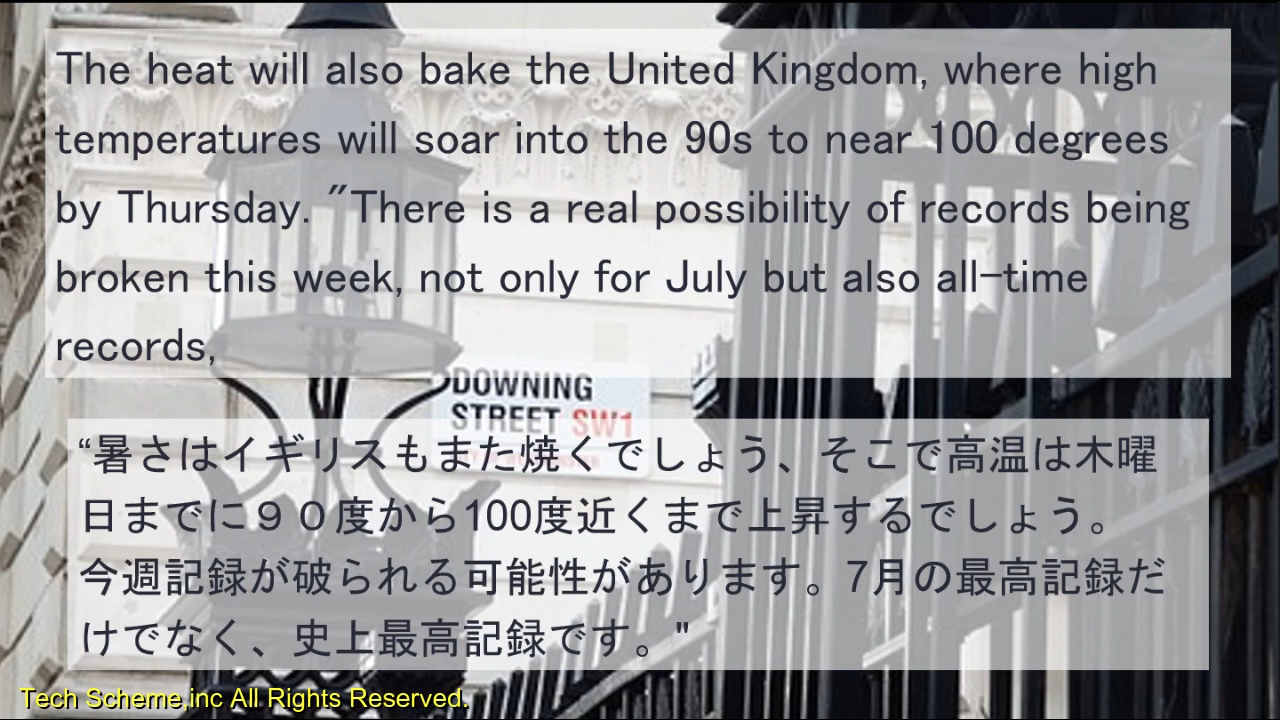 The heat will also bake the United Kingdom, where high
temperatures will soar into the 90s to near 100 degrees
by Thursday. "There is a real possibility of records being
broken this week, not only for July but also all-time
records,
DOWNING
STREET SW1
“暑さはイギリスもまた焼くでしょう、そこで高温は木曜
日までに９０度から100度近くまで上昇するでしょう。
今週記録が破られる可能性があります。7月の最高記録だ
けでなく、史上最高記録です。"
Tech Scheme,inc All Rights Reserved.